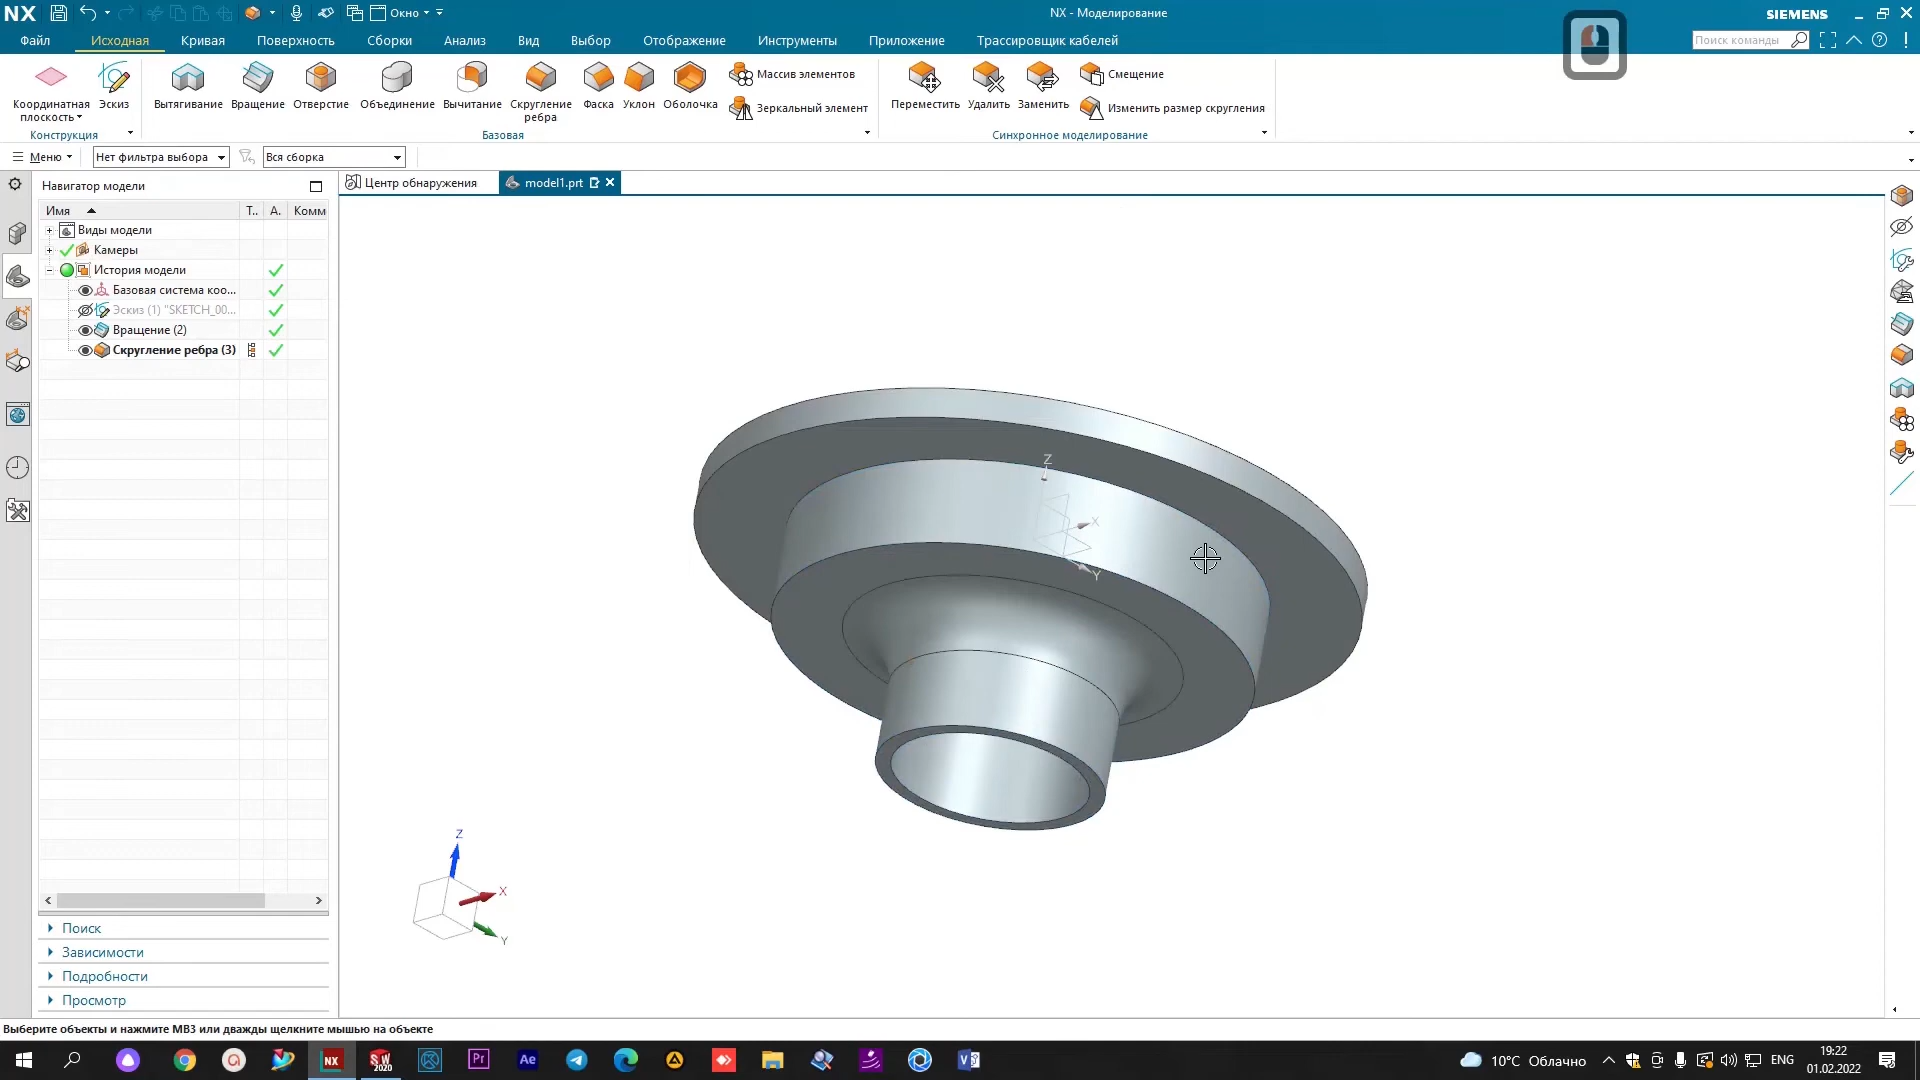 NX Окно NX - Моделирование SIEMENS
Файл Исходная Кривая Поверхность Сборки Анализ Вид Выбор Отображение Инструменты Приложение Трассировщик кабелей Поиск команды
Координатная плоскость Эскиз Вытягивание Вращение Отверстие Объединение Вычитание Скругление ребра Фаска Уклон Оболочка Массив элементов Зеркальный элемент Переместить Удалить Заменить Смещение Изменить размер скругления
Конструкция Базовая Синхронное моделирование
Меню Нет фильтра выбора Вся сборка
Навигатор модели Центр обнаружения model1.prt
Имя Т.. А. Комм
Виды модели
Камеры
История модели
Базовая система коо...
Эскиз (1) "SKETCH_00...
Вращение (2)
Скругление ребра (3)
Z
X
Y
Z
X
Y
Поиск
Зависимости
Подробности
Просмотр
Выберите объекты и нажмите MB3 или дважды щелкните мышью на объекте
NX SW 2020 Pr Ae 10°C Облачно ENG 19:22
01.02.2022